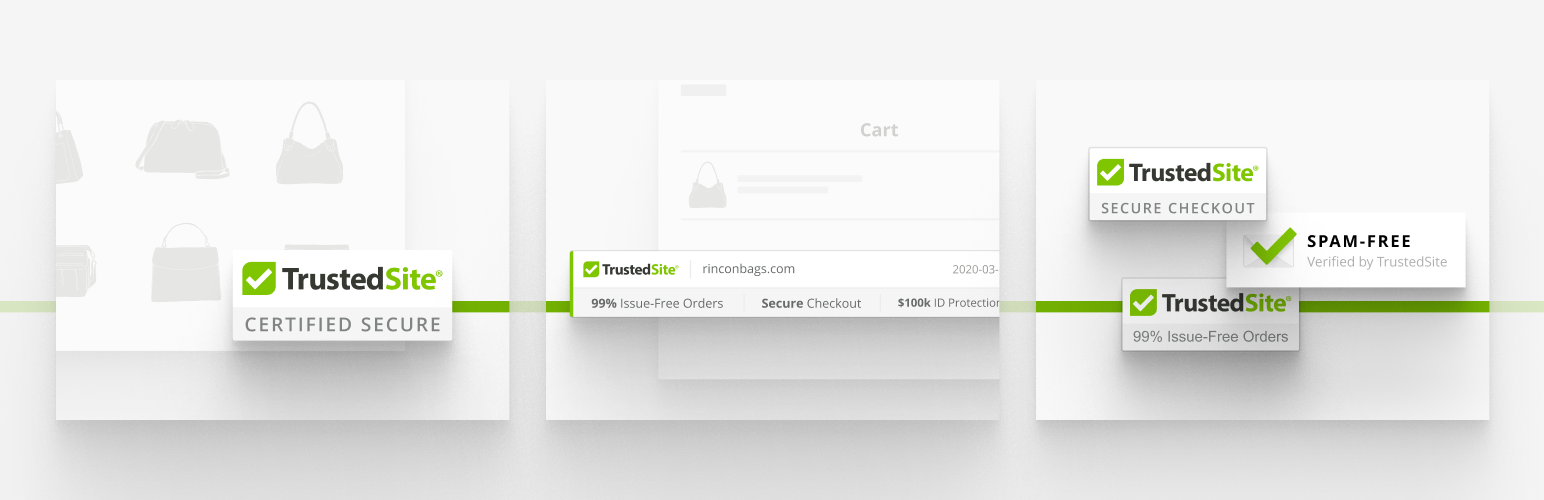 TrustedSite®
CERTIFIED SECURE
Cart
TrustedSite® rinconbags.com 2020-03-
99% Issue-Free Orders Secure Checkout $100k ID Protection
TrustedSite®
SECURE CHECKOUT
SPAM-FREE
Verified by TrustedSite
TrustedSite®
99% Issue-Free Orders